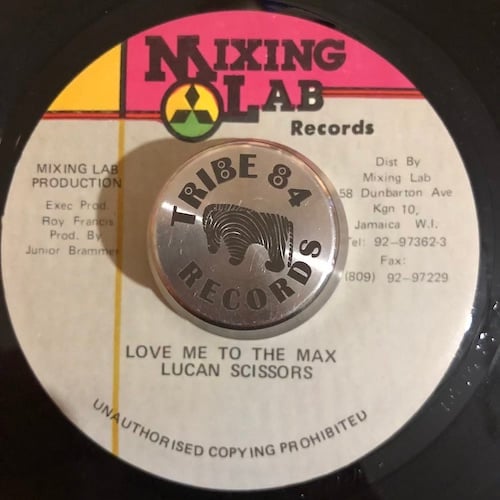 MIXING
LAB
Records
MIXING LAB
PRODUCTION
Exec Prod.
Roy Francis
Prod. By
Junior Brammer
Dist By
Mixing Lab
58 Dunbarton Ave
Kgn 10,
Jamaica W.I.
Tel: 92-97362-3
Fax:
(809) 92-97229
TRIBE 84
RECORDS
LOVE ME TO THE MAX
LUCAN SCISSORS
UNAUTHORISED COPYING PROHIBITED